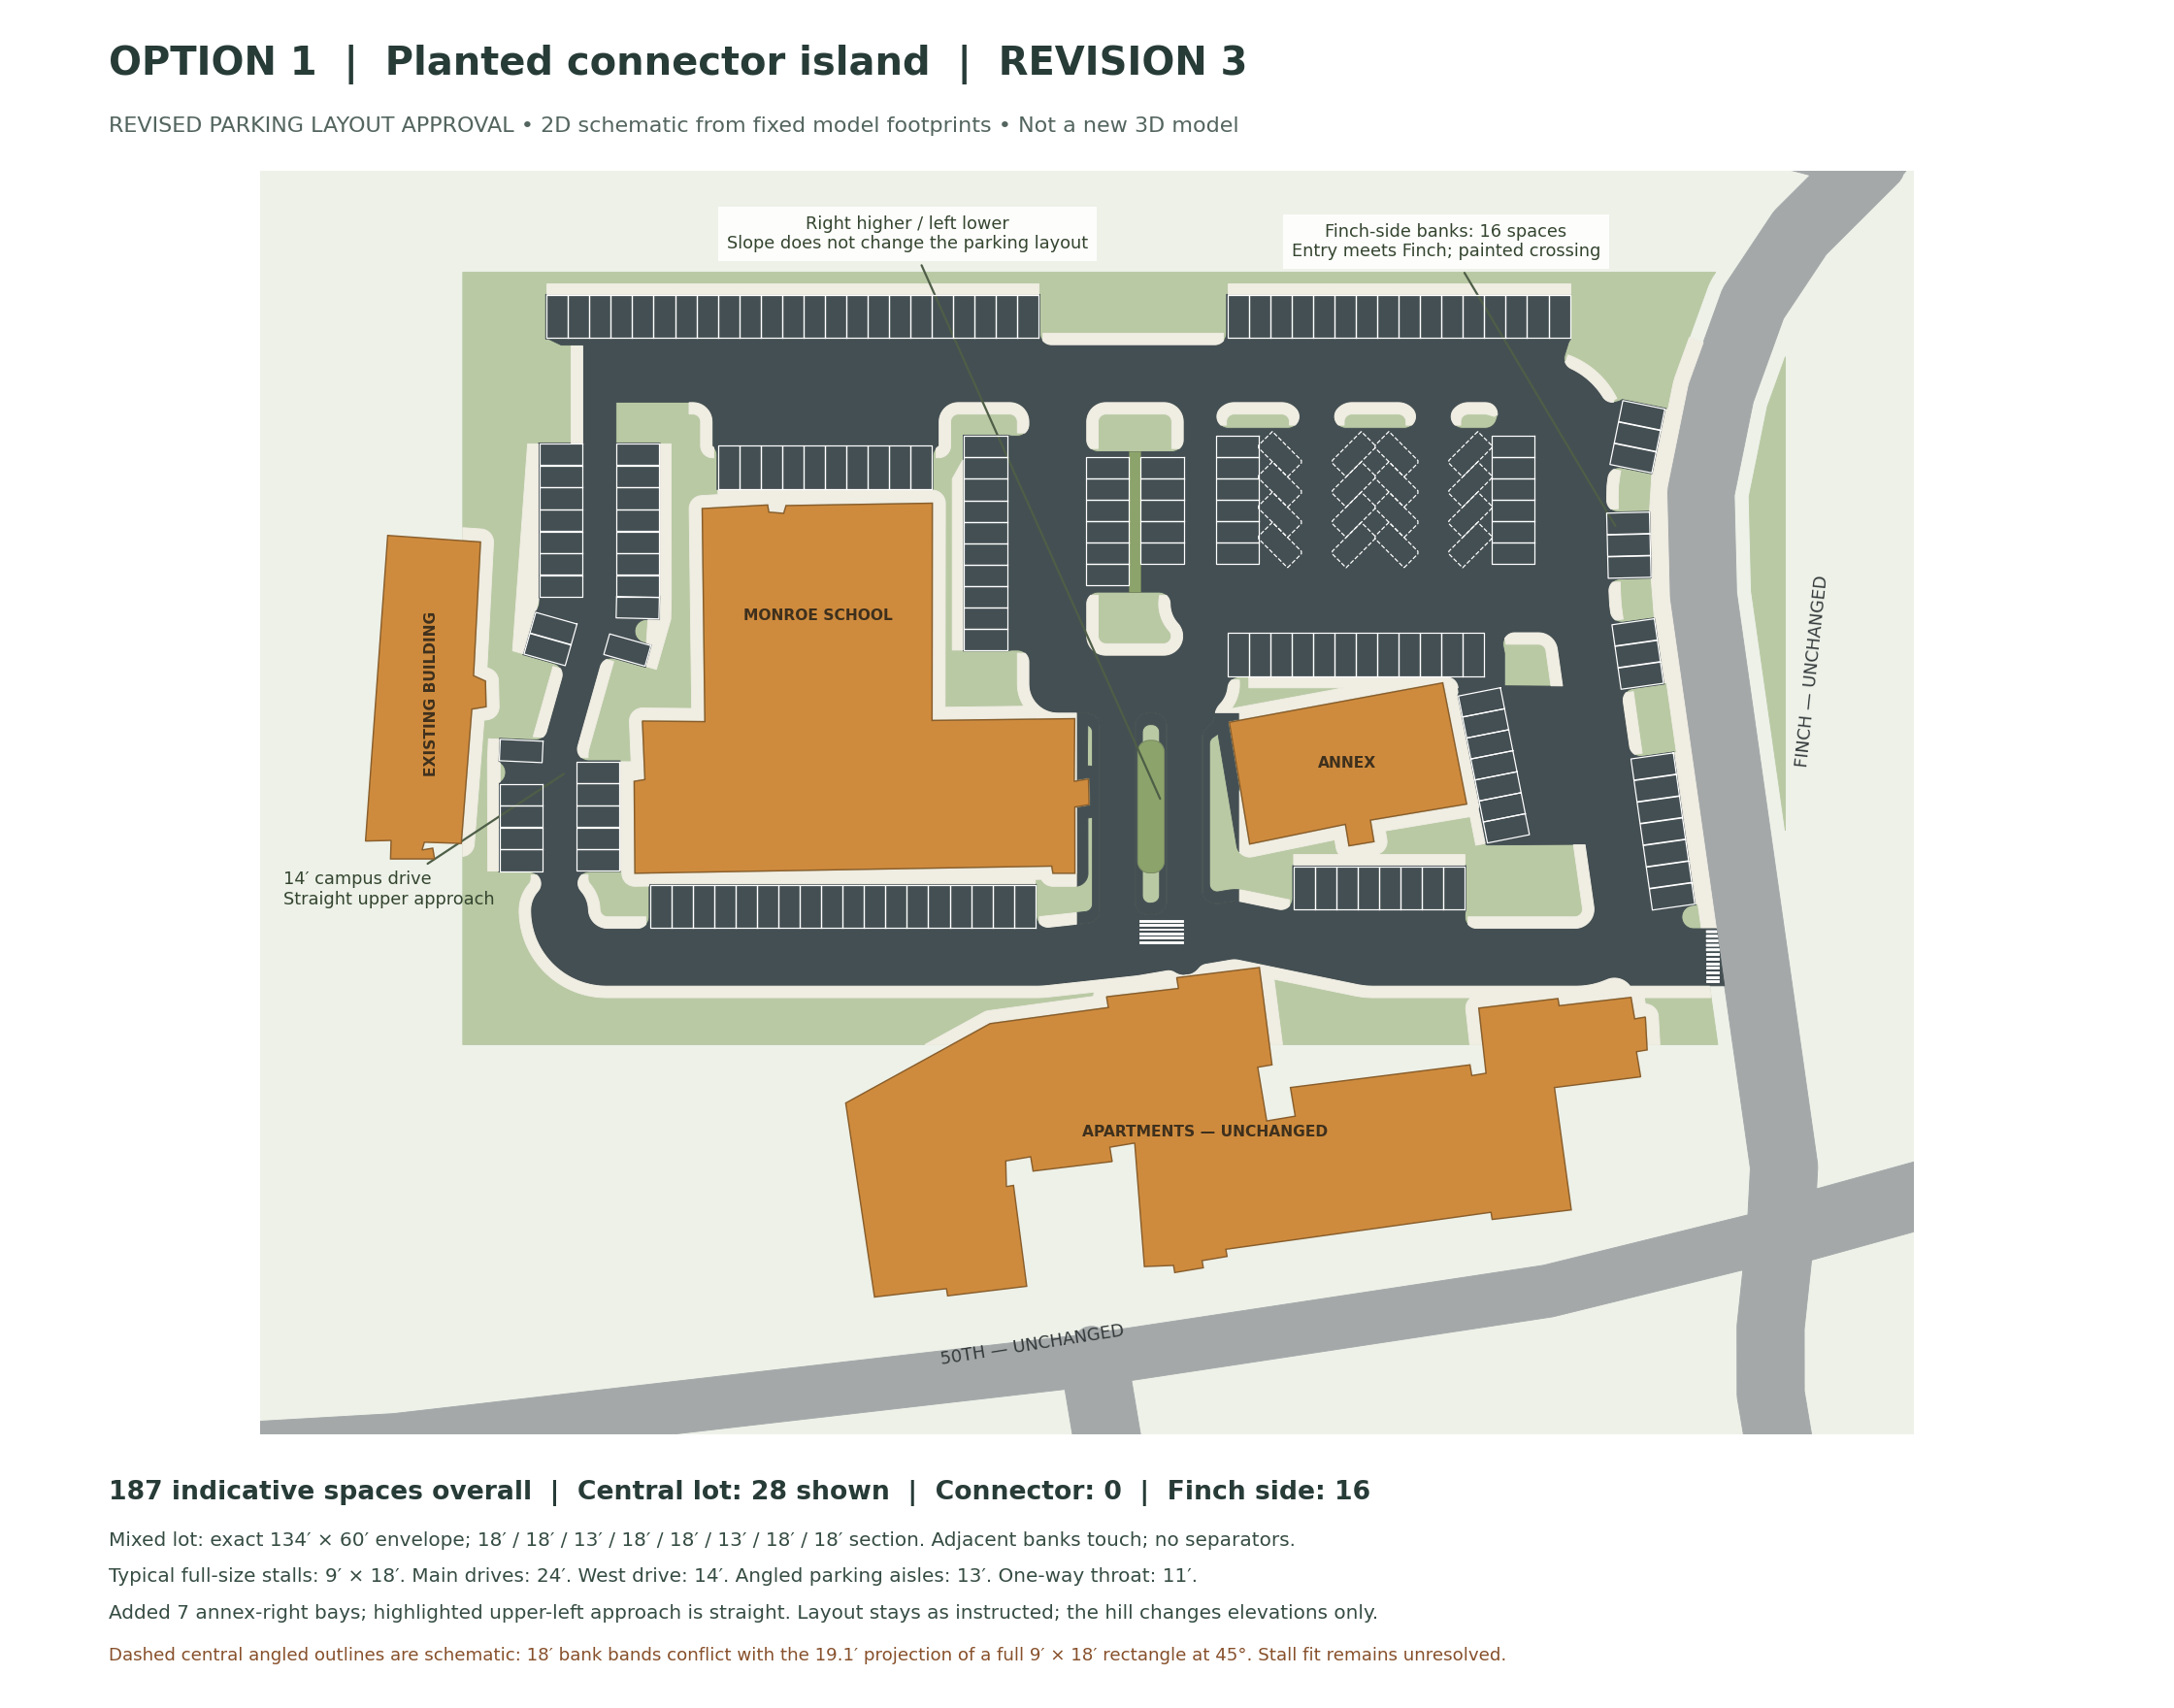 OPTION 1 | Planted connector island | REVISION 3
REVISED PARKING LAYOUT APPROVAL • 2D schematic from fixed model footprints • Not a new 3D model
Right higher / left lower
Slope does not change the parking layout
Finch-side banks: 16 spaces
Entry meets Finch; painted crossing
MONROE SCHOOL
EXISTING BUILDING
ANNEX
FINCH — UNCHANGED
14′ campus drive
Straight upper approach
APARTMENTS — UNCHANGED
50TH — UNCHANGED
187 indicative spaces overall | Central lot: 28 shown | Connector: 0 | Finch side: 16
Mixed lot: exact 134′ × 60′ envelope; 18′ / 18′ / 13′ / 18′ / 18′ / 13′ / 18′ / 18′ section. Adjacent banks touch; no separators.
Typical full-size stalls: 9′ × 18′. Main drives: 24′. West drive: 14′. Angled parking aisles: 13′. One-way throat: 11′.
Added 7 annex-right bays; highlighted upper-left approach is straight. Layout stays as instructed; the hill changes elevations only.
Dashed central angled outlines are schematic: 18′ bank bands conflict with the 19.1′ projection of a full 9′ × 18′ rectangle at 45°. Stall fit remains unresolved.